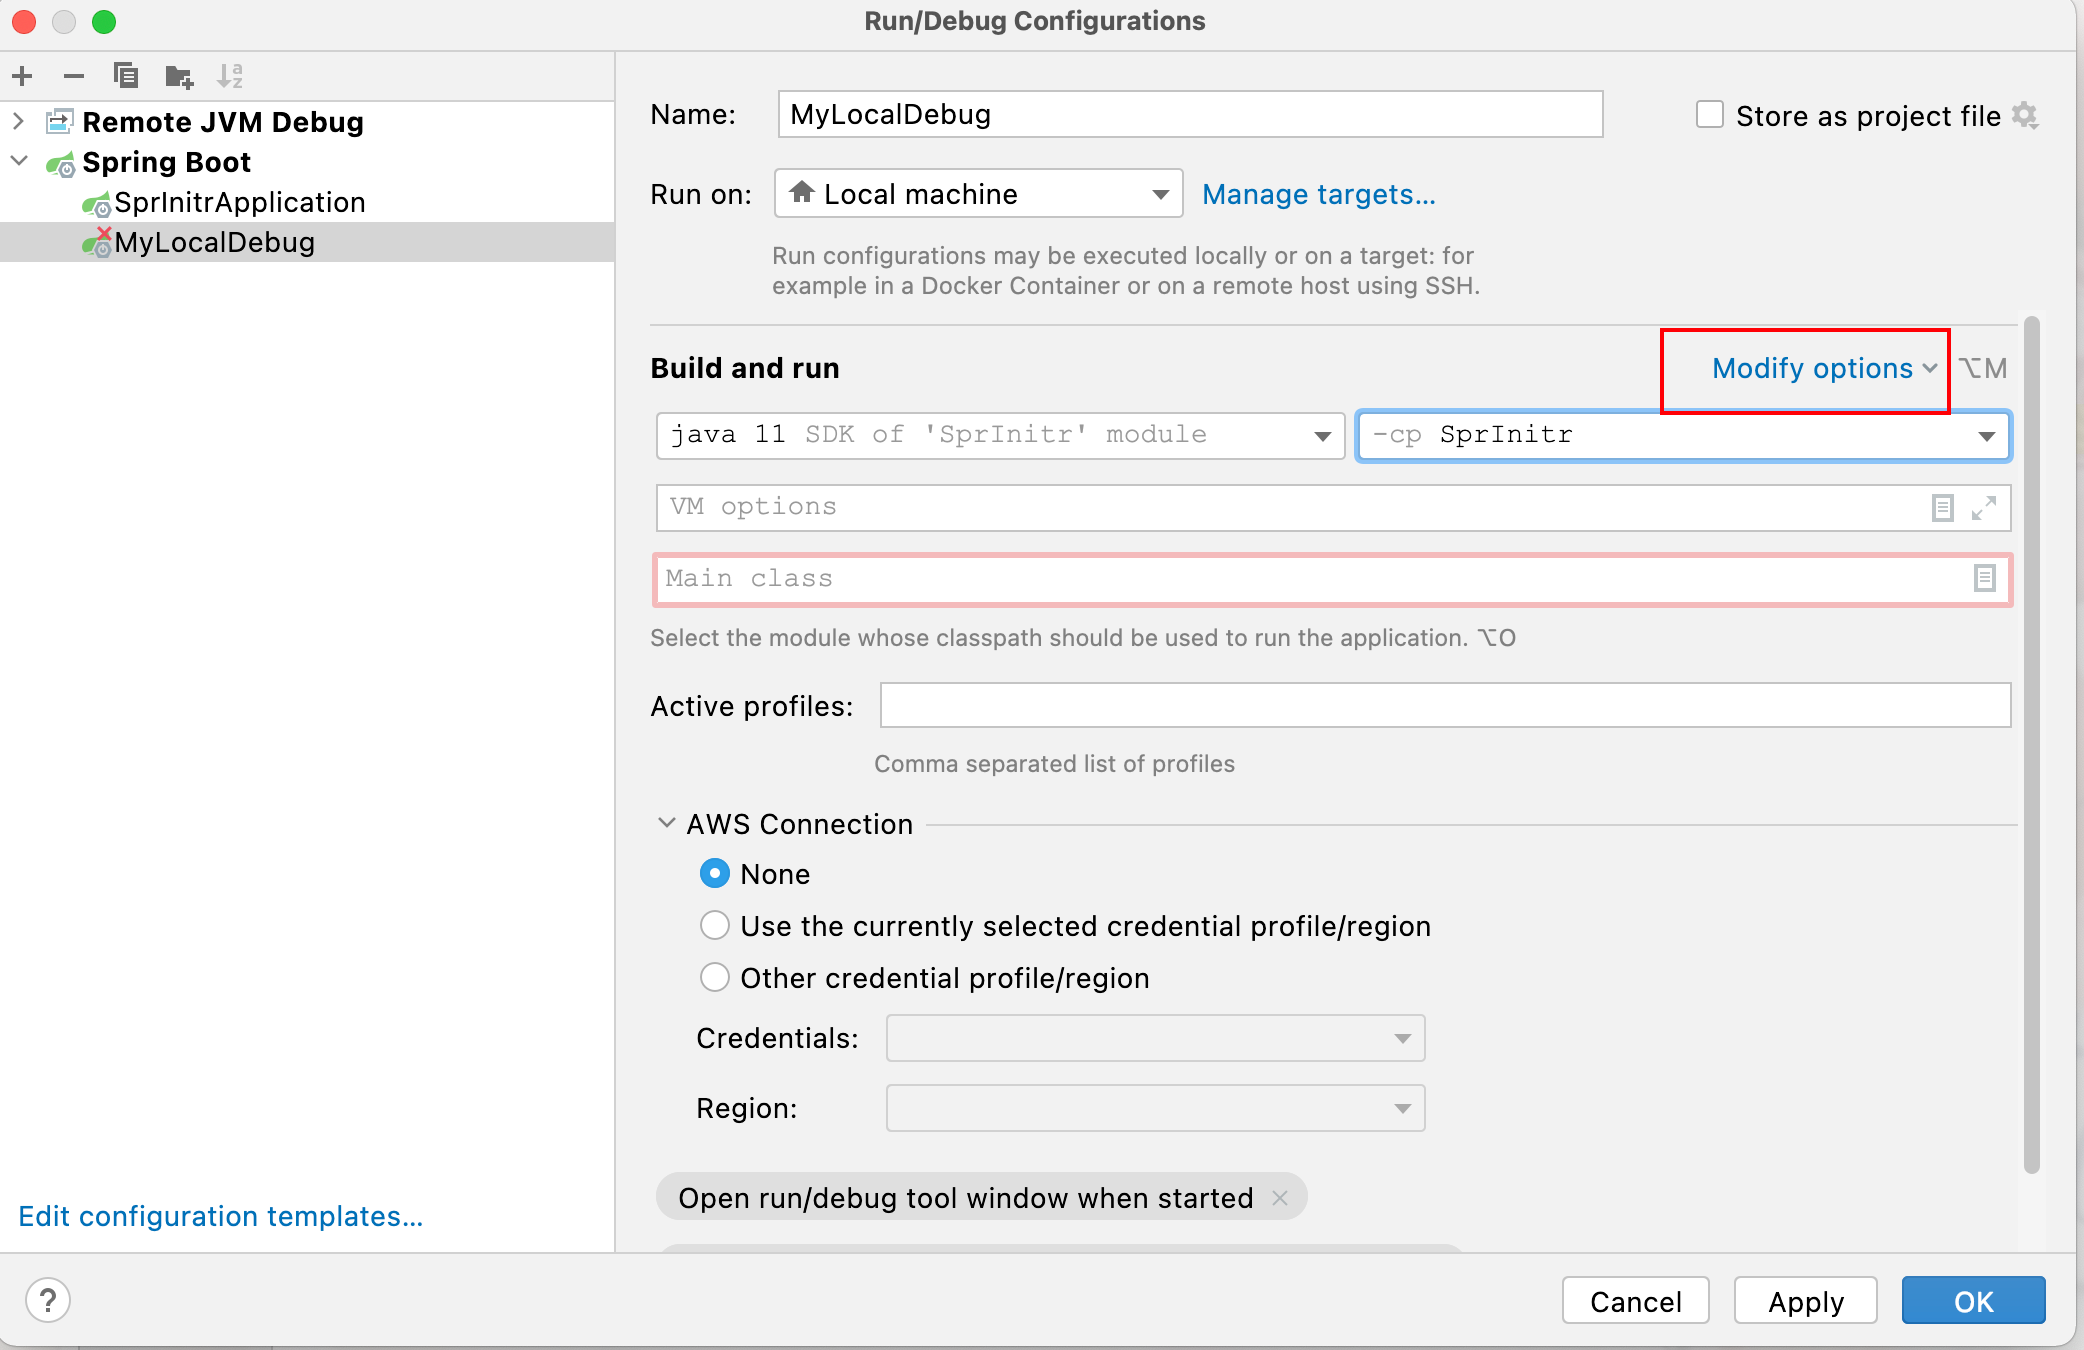 Run/Debug Configurations
Remote JVM Debug
Spring Boot
SprInitrApplication
MyLocalDebug
Edit configuration templates...
Name: MyLocalDebug
Store as project file
Run on: Local machine Manage targets...
Run configurations may be executed locally or on a target: for
example in a Docker Container or on a remote host using SSH.
Build and run Modify options ⌥M
java 11 SDK of 'SprInitr' module -cp SprInitr
VM options
Main class
Select the module whose classpath should be used to run the application. ⌥O
Active profiles:
Comma separated list of profiles
AWS Connection
None
Use the currently selected credential profile/region
Other credential profile/region
Credentials:
Region:
Open run/debug tool window when started ×
? Cancel Apply OK